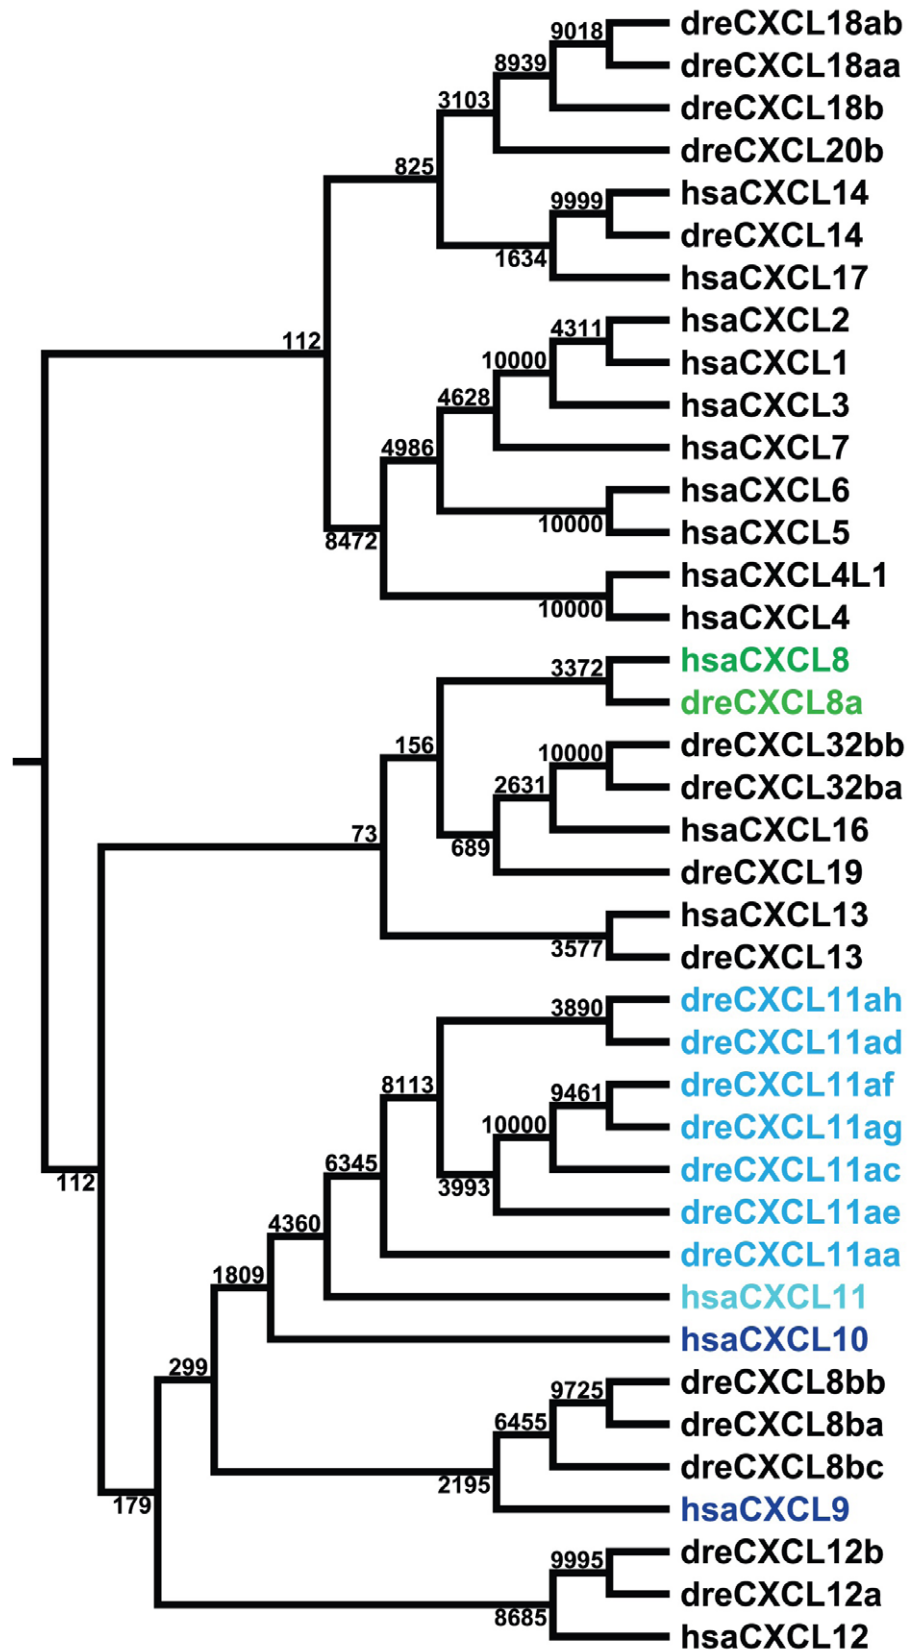 dreCXCL18ab
9018
dreCXCL18aa
8939
dreCXCL18b
3103
dreCXCL20b
825
hsaCXCL14
9999
dreCXCL14
1634
hsaCXCL17
hsaCXCL2
4311
112
hsaCXCL1
10000
hsaCXCL3
4628
hsaCXCL7
4986
hsaCXCL6
10000
hsaCXCL5
8472
hsaCXCL4L1
10000
hsaCXCL4
hsaCXCL8
3372
dreCXCL8a
dreCXCL32bb
156
10000
dreCXCL32ba
2631
hsaCXCL16
73
689
dreCXCL19
hsaCXCL13
3577
dreCXCL13
dreCXCL11ah
3890
dreCXCL11ad
dreCXCL11af
8113
9461
dreCXCL11ag
10000
dreCXCL11ac
6345
112
3993
dreCXCL11ae
4360
dreCXCL11aa
1809
hsaCXCL11
hsaCXCL10
299
dreCXCL8bb
9725
dreCXCL8ba
6455
dreCXCL8bc
2195
179
hsaCXCL9
dreCXCL12b
9995
dreCXCL12a
8685
hsaCXCL12